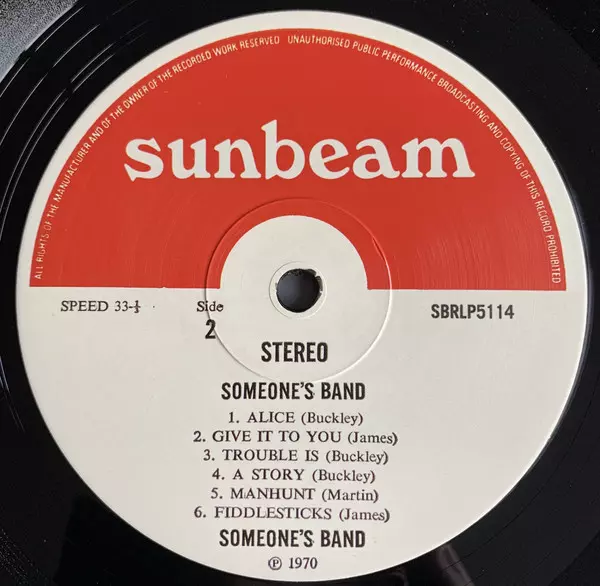 ALL RIGHTS OF THE MANUFACTURER AND OF THE OWNER OF THE RECORDED WORK RESERVED UNAUTHORISED PUBLIC PERFORMANCE BROADCASTING AND COPYING OF THIS RECORD PROHIBITED
sunbeam
SPEED 33-⅓ Side 2 SBRLP5114
STEREO
SOMEONE'S BAND
1. ALICE (Buckley)
2. GIVE IT TO YOU (James)
3. TROUBLE IS (Buckley)
4. A STORY (Buckley)
5. MANHUNT (Martin)
6. FIDDLESTICKS (James)
SOMEONE'S BAND
℗ 1970